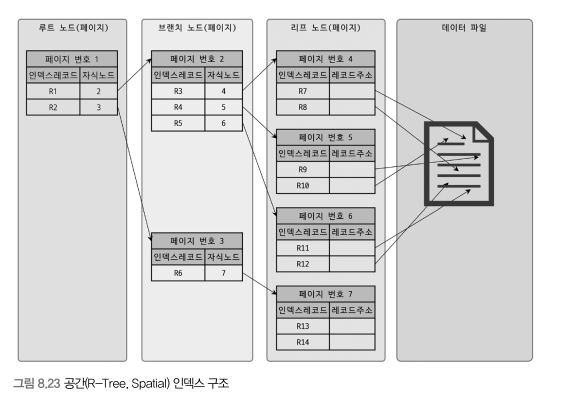 루트 노드(페이지)
페이지 번호 1
인덱스레코드 자식노드
R1 2
R2 3
브랜치 노드(페이지)
페이지 번호 2
인덱스레코드 자식노드
R3 4
R4 5
R5 6
페이지 번호 3
인덱스레코드 자식노드
R6 7
리프 노드(페이지)
페이지 번호 4
인덱스레코드 레코드주소
R7
R8
페이지 번호 5
인덱스레코드 레코드주소
R9
R10
페이지 번호 6
인덱스레코드 레코드주소
R11
R12
페이지 번호 7
인덱스레코드 레코드주소
R13
R14
데이터 파일
그림 8.23 공간(R-Tree, Spatial) 인덱스 구조